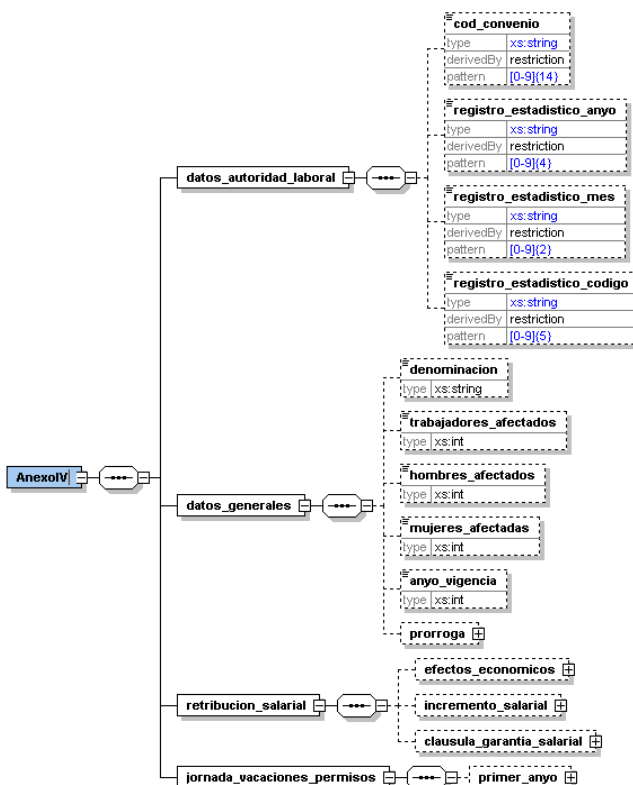 cod_convenio
type xs:string
derivedBy restriction
pattern [0-9]{14}
registro_estadistico_anyo
type xs:string
derivedBy restriction
pattern [0-9]{4}
datos_autoridad_laboral
registro_estadistico_mes
type xs:string
derivedBy restriction
pattern [0-9]{2}
registro_estadistico_codigo
type xs:string
derivedBy restriction
pattern [0-9]{5}
denominacion
type xs:string
trabajadores_afectados
type xs:int
AnexoIV
hombres_afectados
type xs:int
datos_generales
mujeres_afectadas
type xs:int
anyo_vigencia
type xs:int
prorroga
efectos_economicos
retribucion_salarial
incremento_salarial
clausula_garantia_salarial
jornada_vacaciones_permisos
primer_anyo